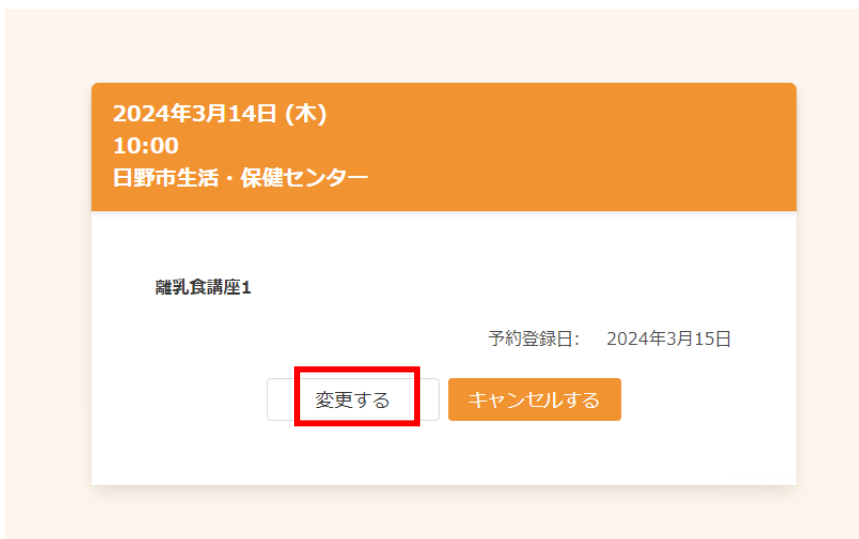 2024年3月14日 (木)
10:00
日野市生活・保健センター
離乳食講座1
予約登録日: 2024年3月15日
変更する
キャンセルする